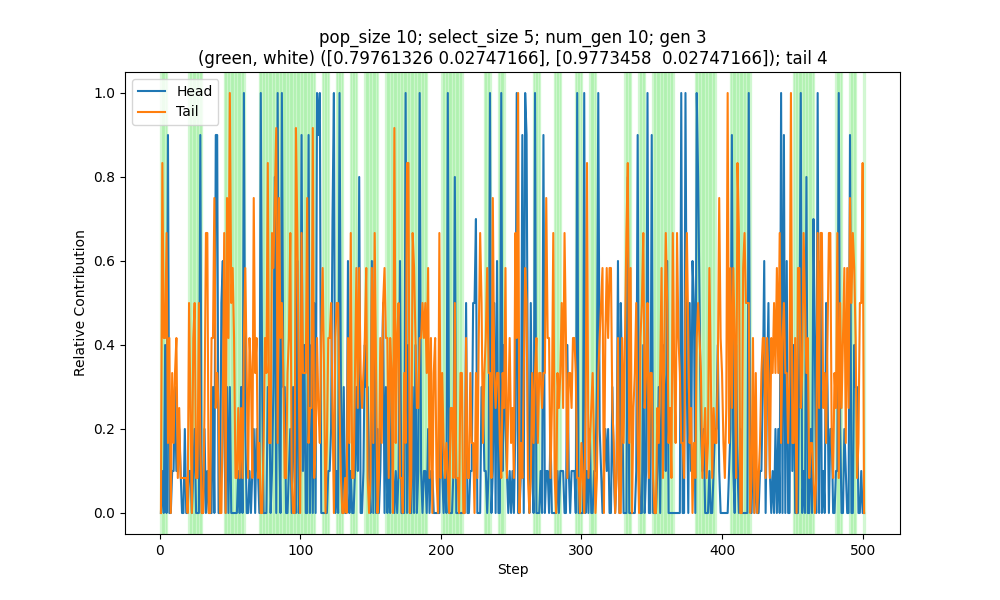 pop_size 10; select_size 5; num_gen 10; gen 3
(green, white) ([0.79761326 0.02747166], [0.9773458  0.02747166]); tail 4
Head
Tail
1.0
0.8
0.6
0.4
0.2
0.0
Relative Contribution
0
100
200
300
400
500
Step